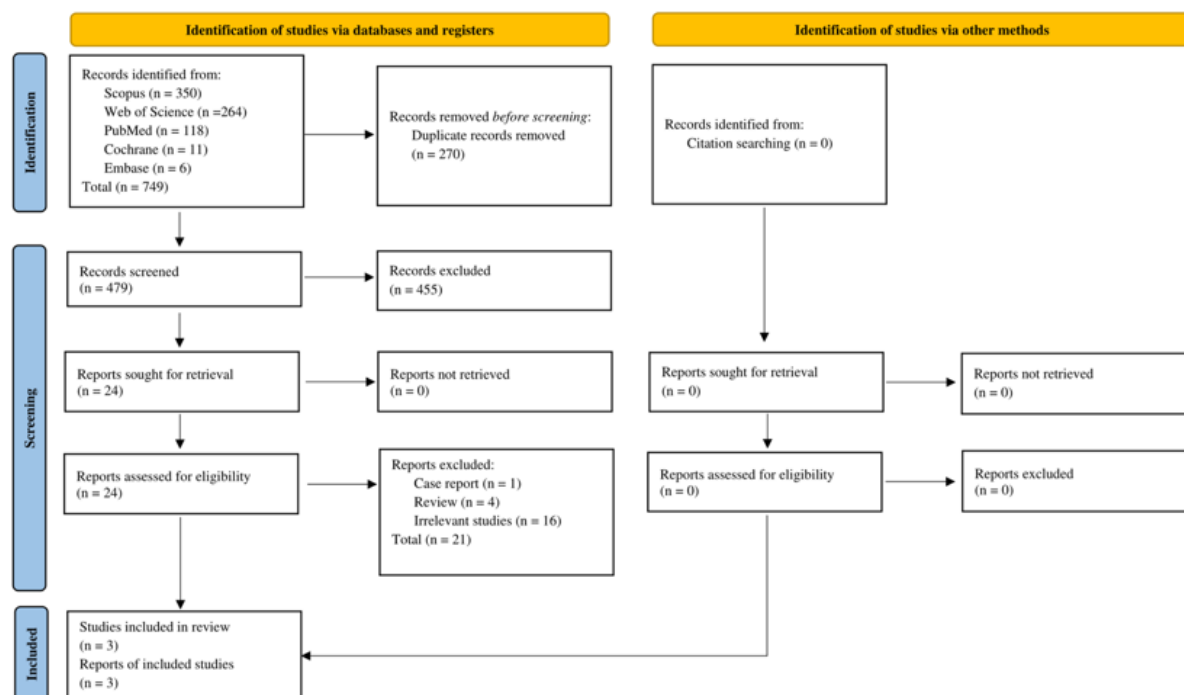 Identification of studies via databases and registers
Identification of studies via other methods
Identification
Records identified from:
Scopus (n = 350)
Web of Science (n =264)
PubMed (n = 118)
Cochrane (n = 11)
Embase (n = 6)
Total (n = 749)
Records removed before screening:
Duplicate records removed
(n = 270)
Records identified from:
Citation searching (n = 0)
Screening
Records screened
(n = 479)
Records excluded
(n = 455)
Reports sought for retrieval
(n = 24)
Reports not retrieved
(n = 0)
Reports sought for retrieval
(n = 0)
Reports not retrieved
(n = 0)
Reports assessed for eligibility
(n = 24)
Reports excluded:
Case report (n = 1)
Review (n = 4)
Irrelevant studies (n = 16)
Total (n = 21)
Reports assessed for eligibility
(n = 0)
Reports excluded
(n = 0)
Included
Studies included in review
(n = 3)
Reports of included studies
(n = 3)